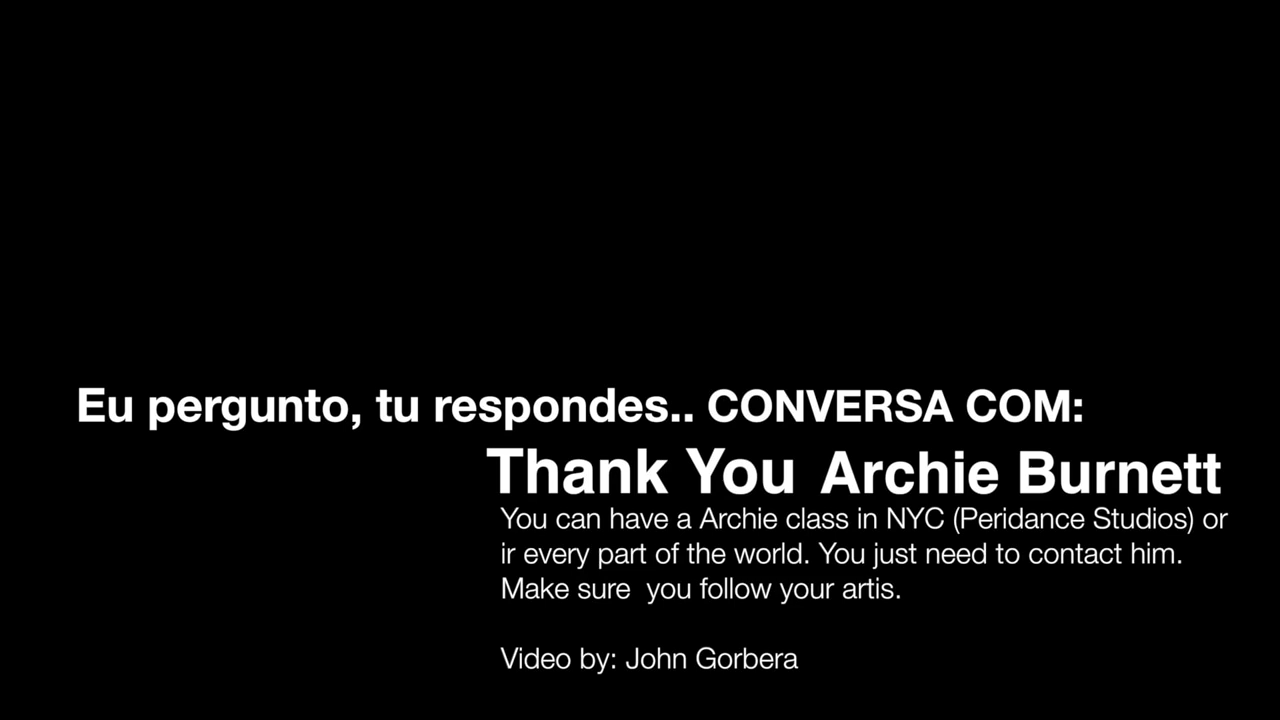 Eu pergunto, tu respondes.. CONVERSA COM:
Thank You Archie Burnett
You can have a Archie class in NYC (Peridance Studios) or
ir every part of the world. You just need to contact him.
Make sure  you follow your artis.
Video by: John Gorbera